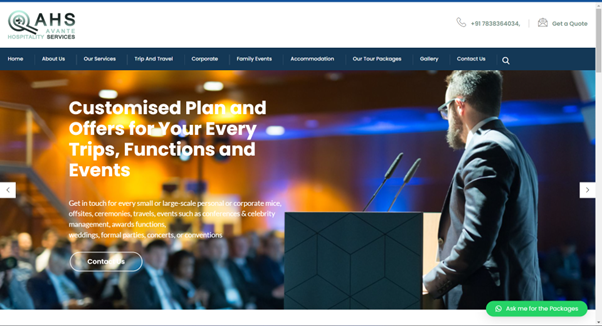 AHS
AVANTE
HOSPITALITY SERVICES
+91 7838364034,
Get a Quote
Home
About Us
Our Services
Trip And Travel
Corporate
Family Events
Accommodation
Our Tour Packages
Gallery
Contact Us
Customised Plan and
Offers for Your Every
Trips, Functions and
Events
Get in touch for every small or large-scale personal or corporate mice,
offsites, ceremonies, travels, events such as conferences & celebrity
management, awards functions,
weddings, formal parties, concerts, or conventions
Contact Us
Ask me for the Packages